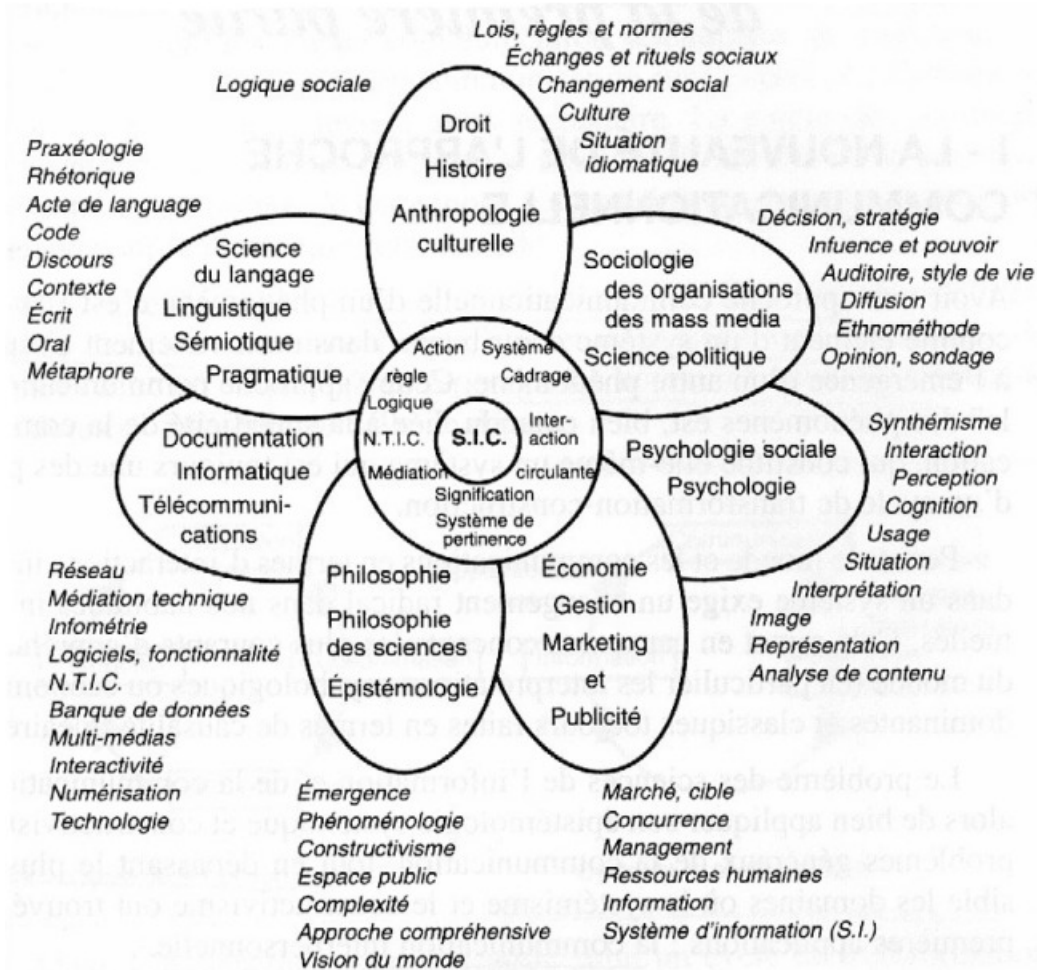 Lois, règles et normes
Échanges et rituels sociaux
Logique sociale
Changement social
Culture
Situation
idiomatique
Droit
Histoire
Anthropologie
culturelle
Praxéologie
Rhétorique
Acte de language
Code
Discours
Contexte
Écrit
Oral
Métaphore
Science
du langage
Linguistique
Sémiotique
Pragmatique
Sociologie
des organisations
des mass media
Science politique
Décision, stratégie
Infuence et pouvoir
Auditoire, style de vie
Diffusion
Ethnométhode
Opinion, sondage
Action
Système
règle
Cadrage
Logique
N.T.I.C.
S.I.C.
Inter-
action
Médiation
circulante
Signification
Système de
pertinence
Documentation
Informatique
Télécommuni-
cations
Psychologie sociale
Psychologie
Synthémisme
Interaction
Perception
Cognition
Usage
Situation
Interprétation
Image
Représentation
Analyse de contenu
Réseau
Médiation technique
Infométrie
Logiciels, fonctionnalité
N.T.I.C.
Banque de données
Multi-médias
Interactivité
Numérisation
Technologie
Philosophie
Philosophie
des sciences
Épistémologie
Économie
Gestion
Marketing
et
Publicité
Émergence
Phénoménologie
Constructivisme
Espace public
Complexité
Approche compréhensive
Vision du monde
Marché, cible
Concurrence
Management
Ressources humaines
Information
Système d'information (S.I.)